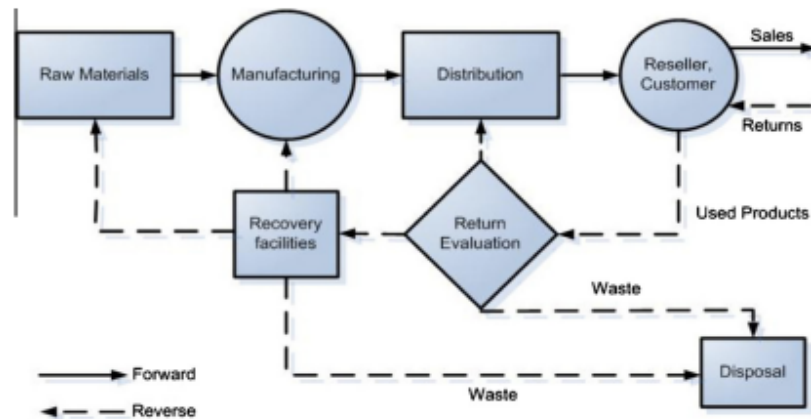 Raw Materials
Manufacturing
Distribution
Reseller,
Customer
Sales
Returns
Recovery
facilities
Return
Evaluation
Used Products
Waste
Disposal
Waste
Forward
Reverse